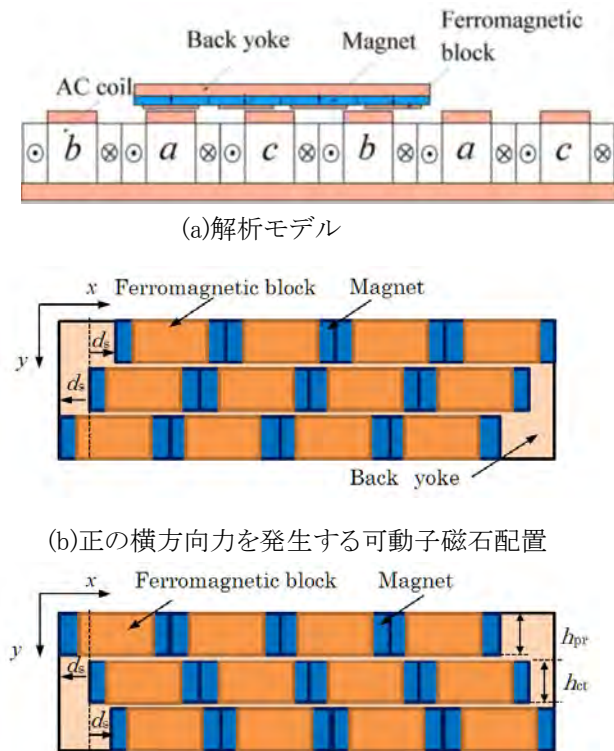 Ferromagnetic
Back yoke Magnet block
AC coil
b a c b a c
(a)解析モデル
x Ferromagnetic block Magnet
y ds
ds
Back yoke
(b)正の横方向力を発生する可動子磁石配置
x Ferromagnetic block Magnet
y hpr
ds
hct
ds